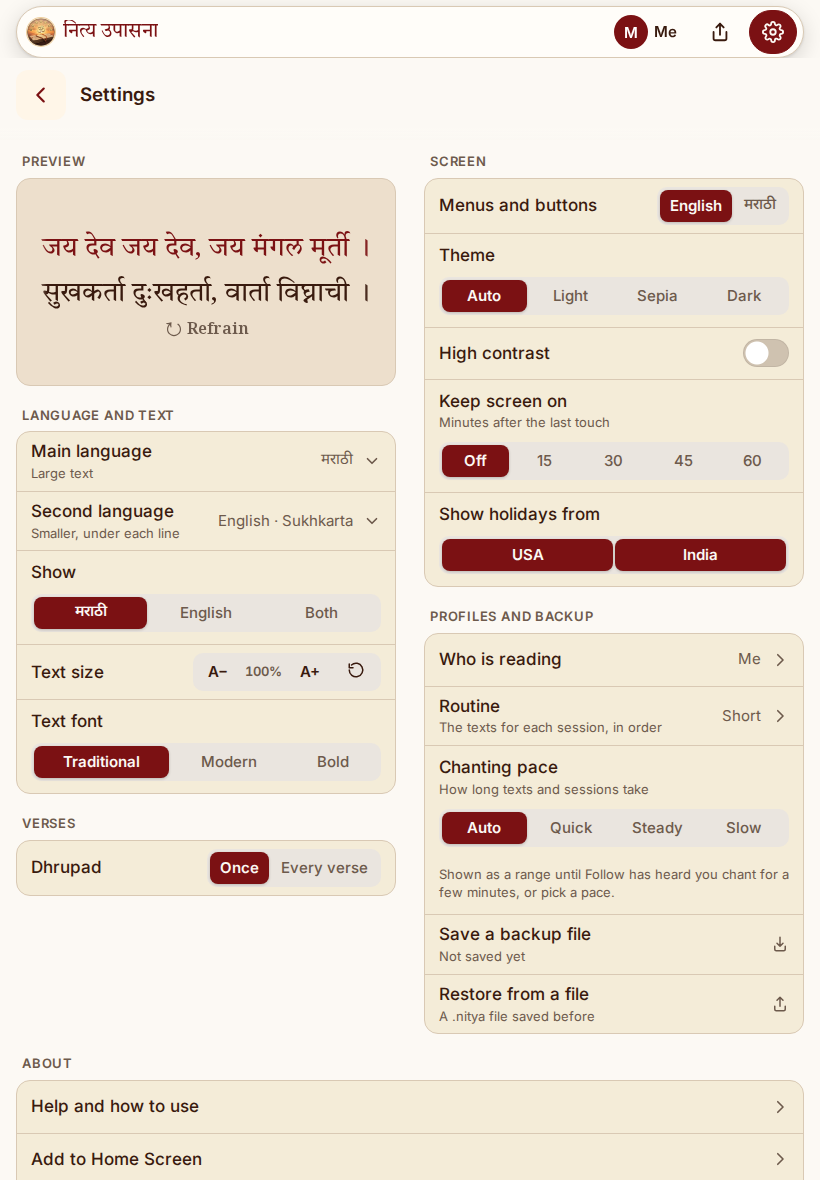 नित्य उपासना
M Me
Settings
PREVIEW
जय देव जय देव, जय मंगल मूर्ती ।
सुखकर्ता दुःखहर्ता, वार्ता विघ्नाची ।
Refrain
LANGUAGE AND TEXT
Main language
Large text
मराठी
Second language
Smaller, under each line
English · Sukhkarta
Show
मराठी English Both
Text size
A− 100% A+
Text font
Traditional Modern Bold
VERSES
Dhrupad
Once Every verse
SCREEN
Menus and buttons
English मराठी
Theme
Auto Light Sepia Dark
High contrast
Keep screen on
Minutes after the last touch
Off 15 30 45 60
Show holidays from
USA India
PROFILES AND BACKUP
Who is reading
Me
Routine
The texts for each session, in order
Short
Chanting pace
How long texts and sessions take
Auto Quick Steady Slow
Shown as a range until Follow has heard you chant for a
few minutes, or pick a pace.
Save a backup file
Not saved yet
Restore from a file
A .nitya file saved before
ABOUT
Help and how to use
Add to Home Screen